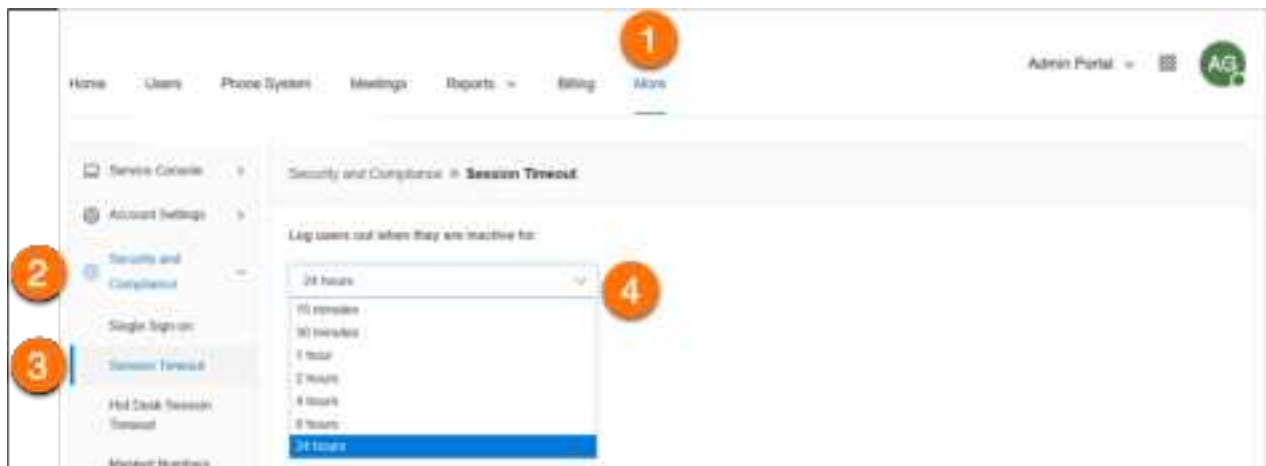 1
Admin Portal
AG
Home Users Phone System Meetings Reports Billing More
Service Console
Security and Compliance » Session Timeout
Account Settings
Log users out when they are inactive for
2
Security and
Compliance
24 hours
4
15 minutes
30 minutes
Single Sign-on
1 hour
3
Session Timeout
2 hours
4 hours
Hot Desk Session
Timeout
8 hours
24 hours
Masked Numbers